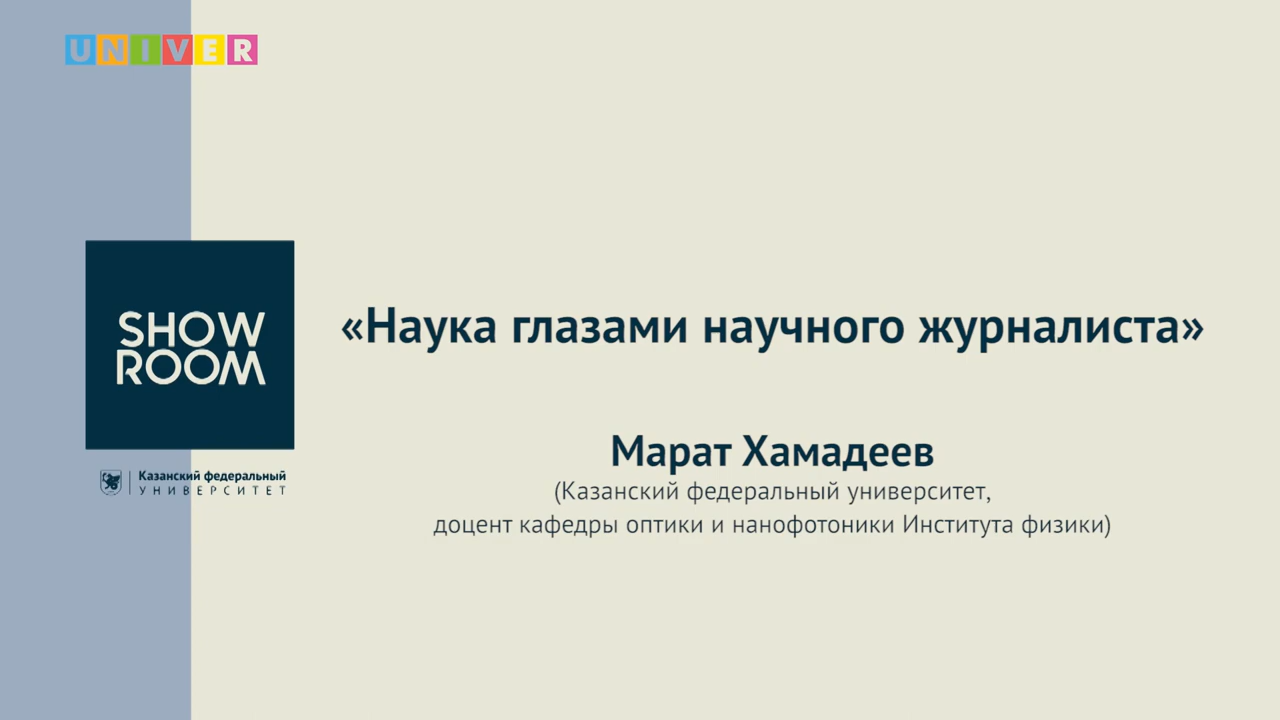 UNIVER
SHOW
ROOM
Казанский федеральный
УНИВЕРСИТЕТ
«Наука глазами научного журналиста»
Марат Хамадеев
(Казанский федеральный университет,
доцент кафедры оптики и нанофотоники Института физики)